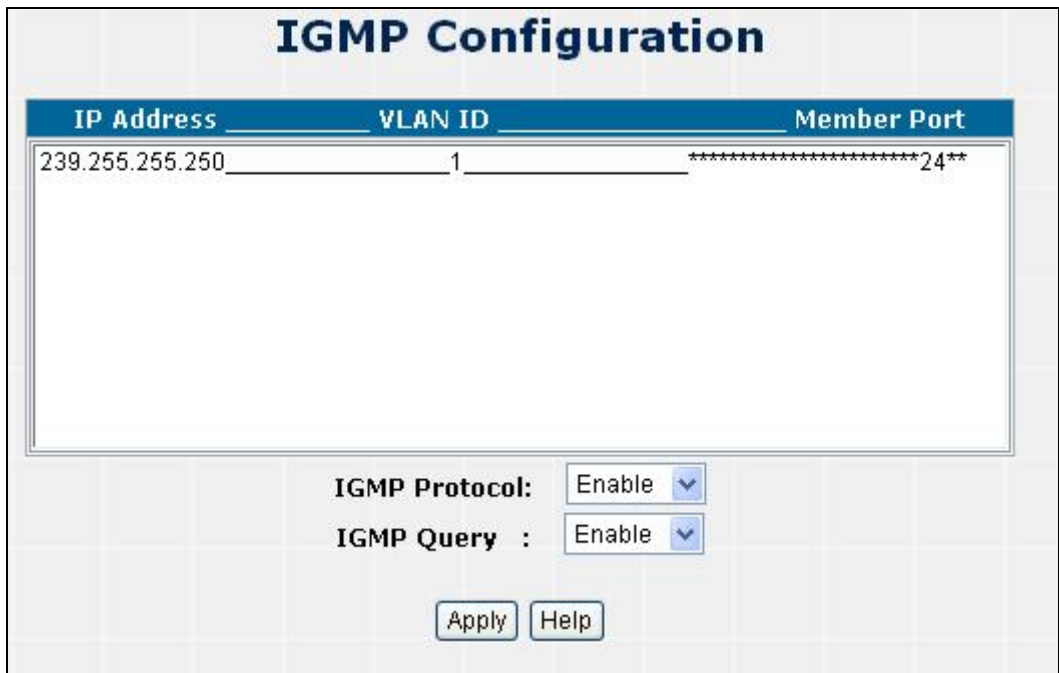 IGMP Configuration
IP Address __________ VLAN ID ____________________ Member Port
239.255.255.250__________________1__________________***********************24**
IGMP Protocol: Enable
IGMP Query : Enable
Apply Help